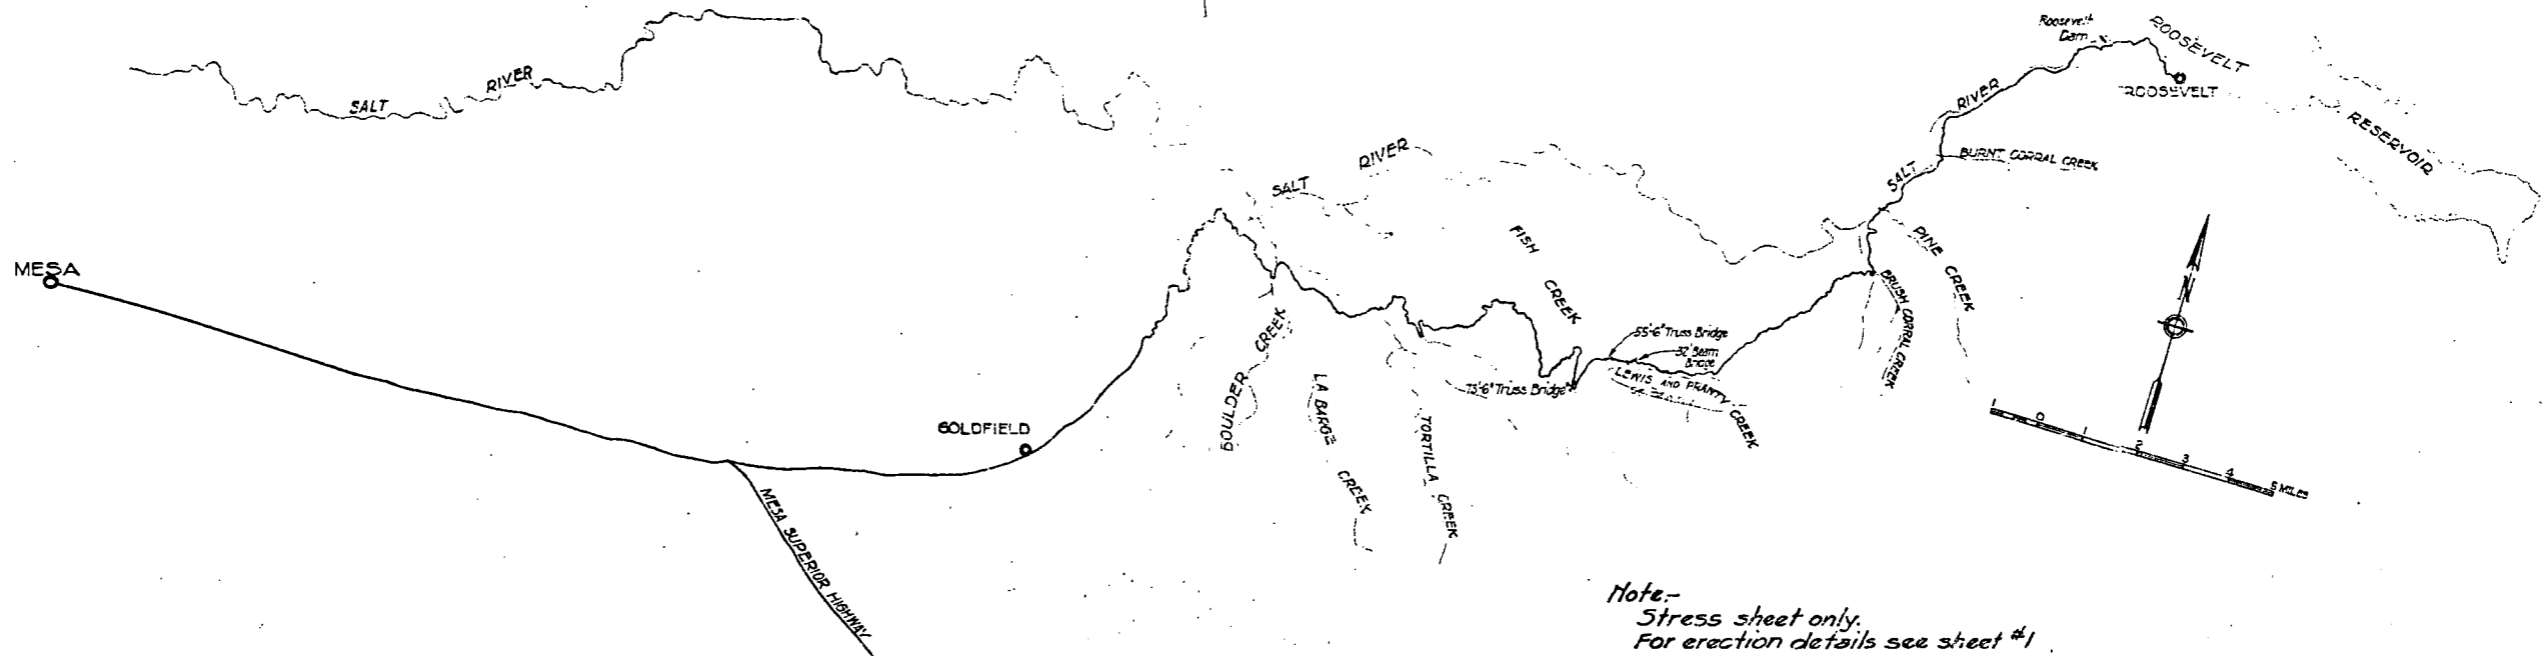 Roosevelt
Dam
ROOSEVELT
RESERVOIR
ROOSEVELT
SALT RIVER
SALT RIVER
SALT RIVER
BURNT CORRAL CREEK
PINE CREEK
BRUSH CORRAL CREEK
FISH CREEK
MESA
55'-6" Truss Bridge
32' Beam
Bridge
LEWIS AND PRANTY CREEK
73'-6" Truss Bridge
BOULDER CREEK
LA BARGE CREEK
TORTILLA CREEK
GOLDFIELD
MESA SUPERIOR HIGHWAY
N
1 0 1 2 3 4 5 MILES
Note:-
Stress sheet only.
For erection details see sheet #1